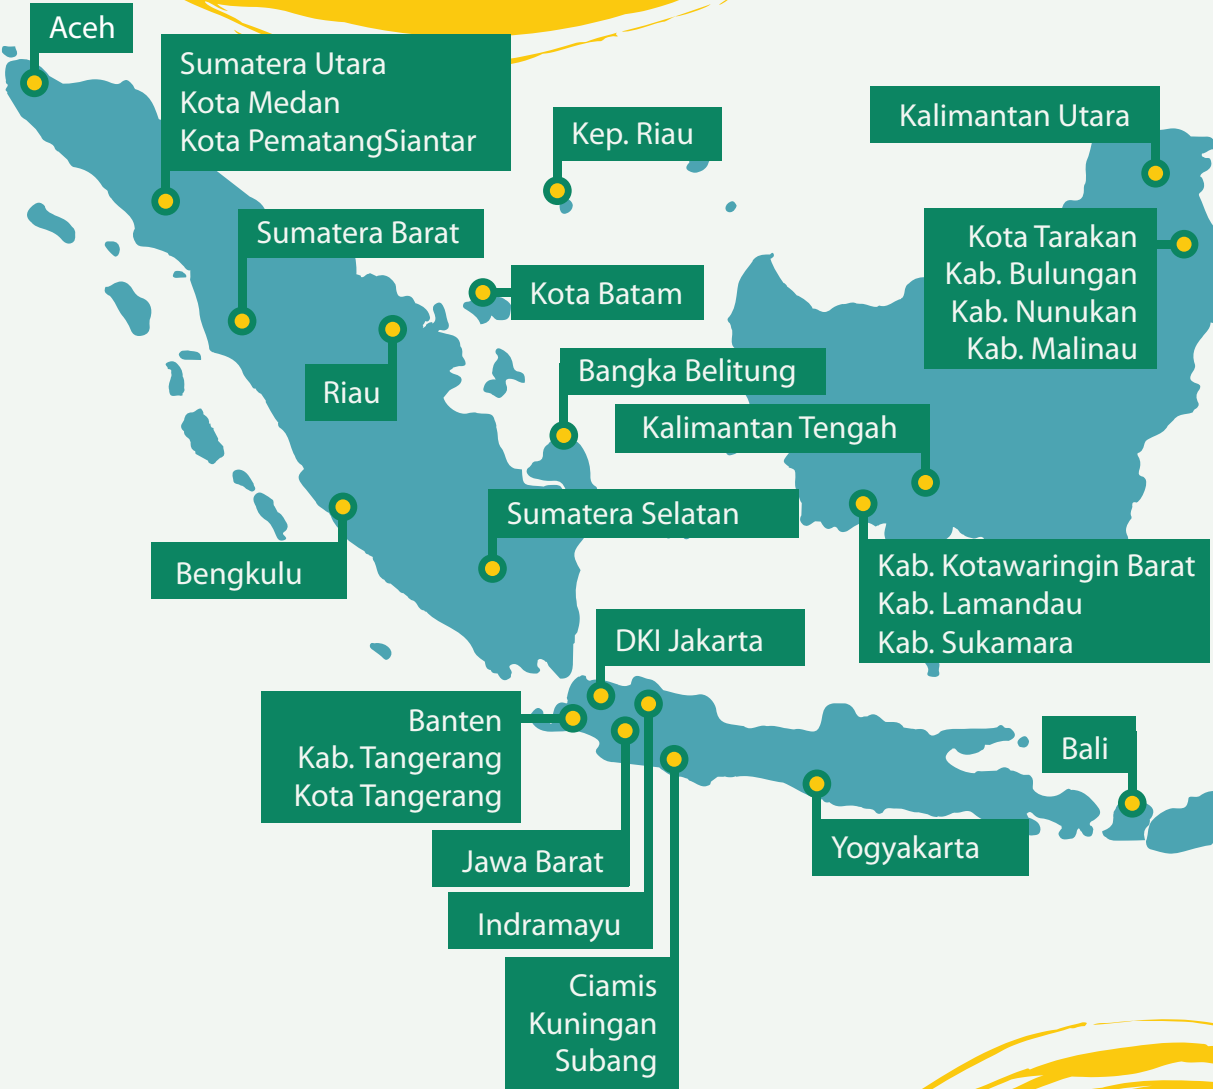 Aceh
Sumatera Utara
Kota Medan
Kota PematangSiantar
Kep. Riau
Kalimantan Utara
Sumatera Barat
Kota Tarakan
Kab. Bulungan
Kab. Nunukan
Kab. Malinau
Kota Batam
Riau
Bangka Belitung
Kalimantan Tengah
Sumatera Selatan
Bengkulu
Kab. Kotawaringin Barat
Kab. Lamandau
Kab. Sukamara
DKI Jakarta
Banten
Kab. Tangerang
Kota Tangerang
Bali
Jawa Barat
Yogyakarta
Indramayu
Ciamis
Kuningan
Subang